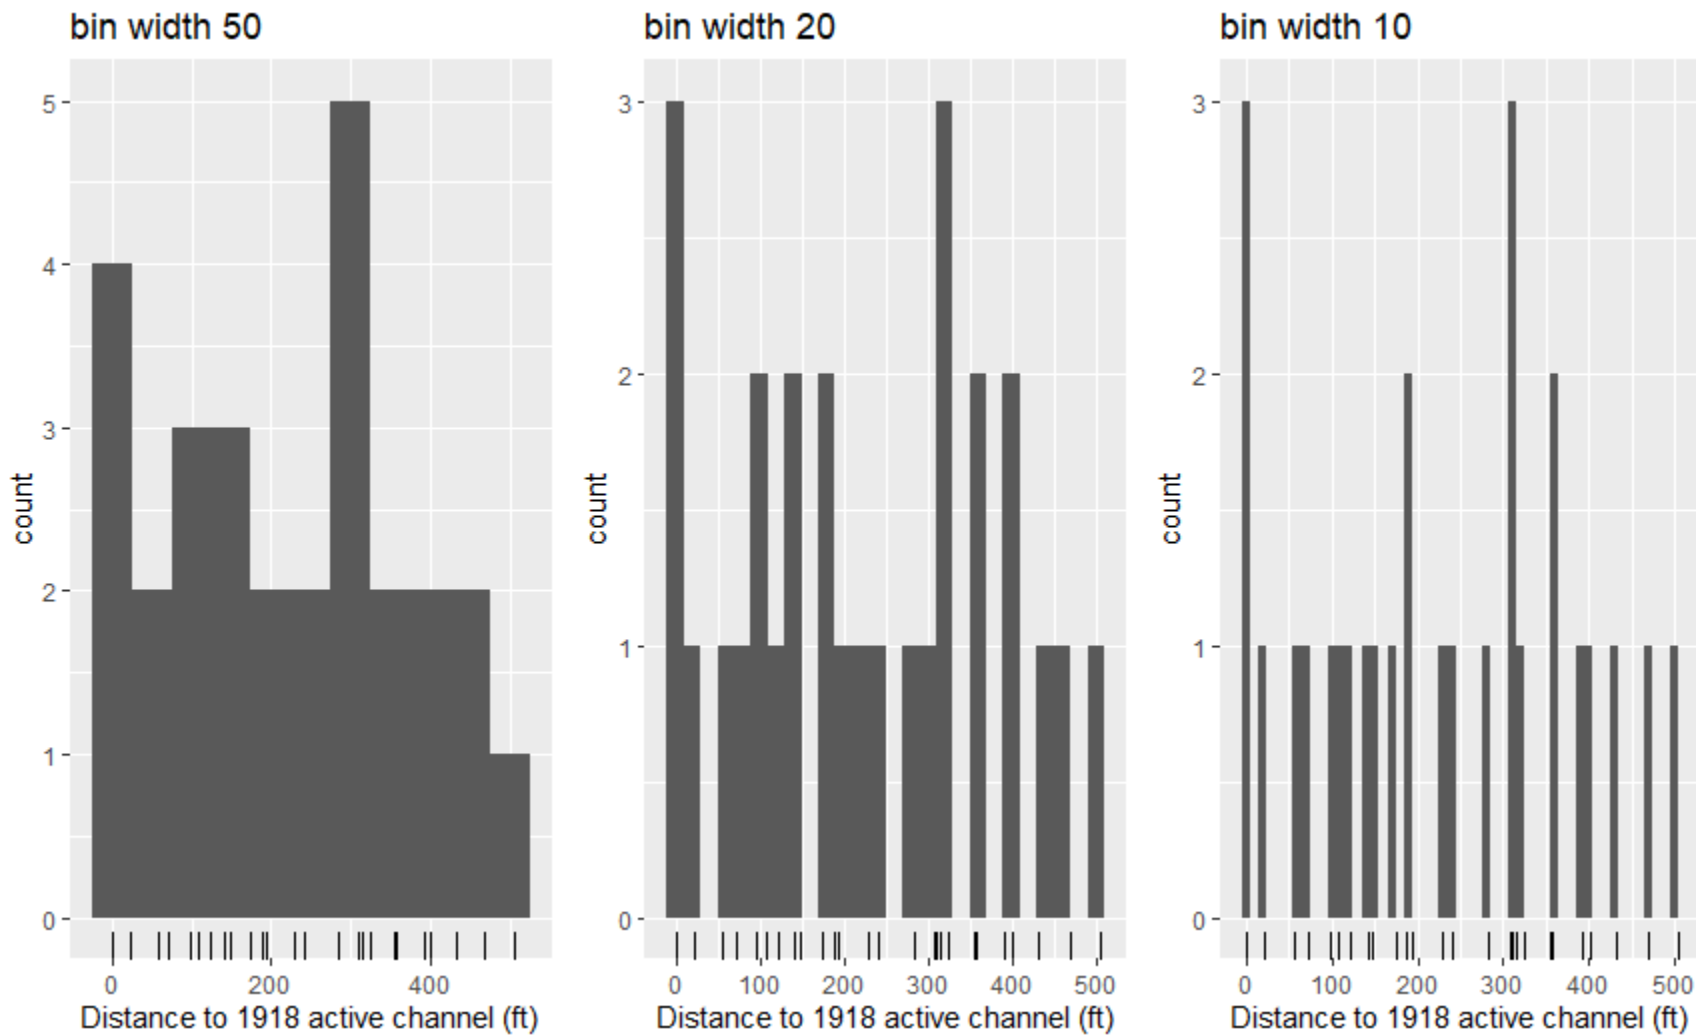 bin width 50
5
4
3
2
1
0
count
0 200 400
Distance to 1918 active channel (ft)
bin width 20
3
2
1
0
count
0 100 200 300 400 500
Distance to 1918 active channel (ft)
bin width 10
3
2
1
0
count
0 100 200 300 400 500
Distance to 1918 active channel (ft)